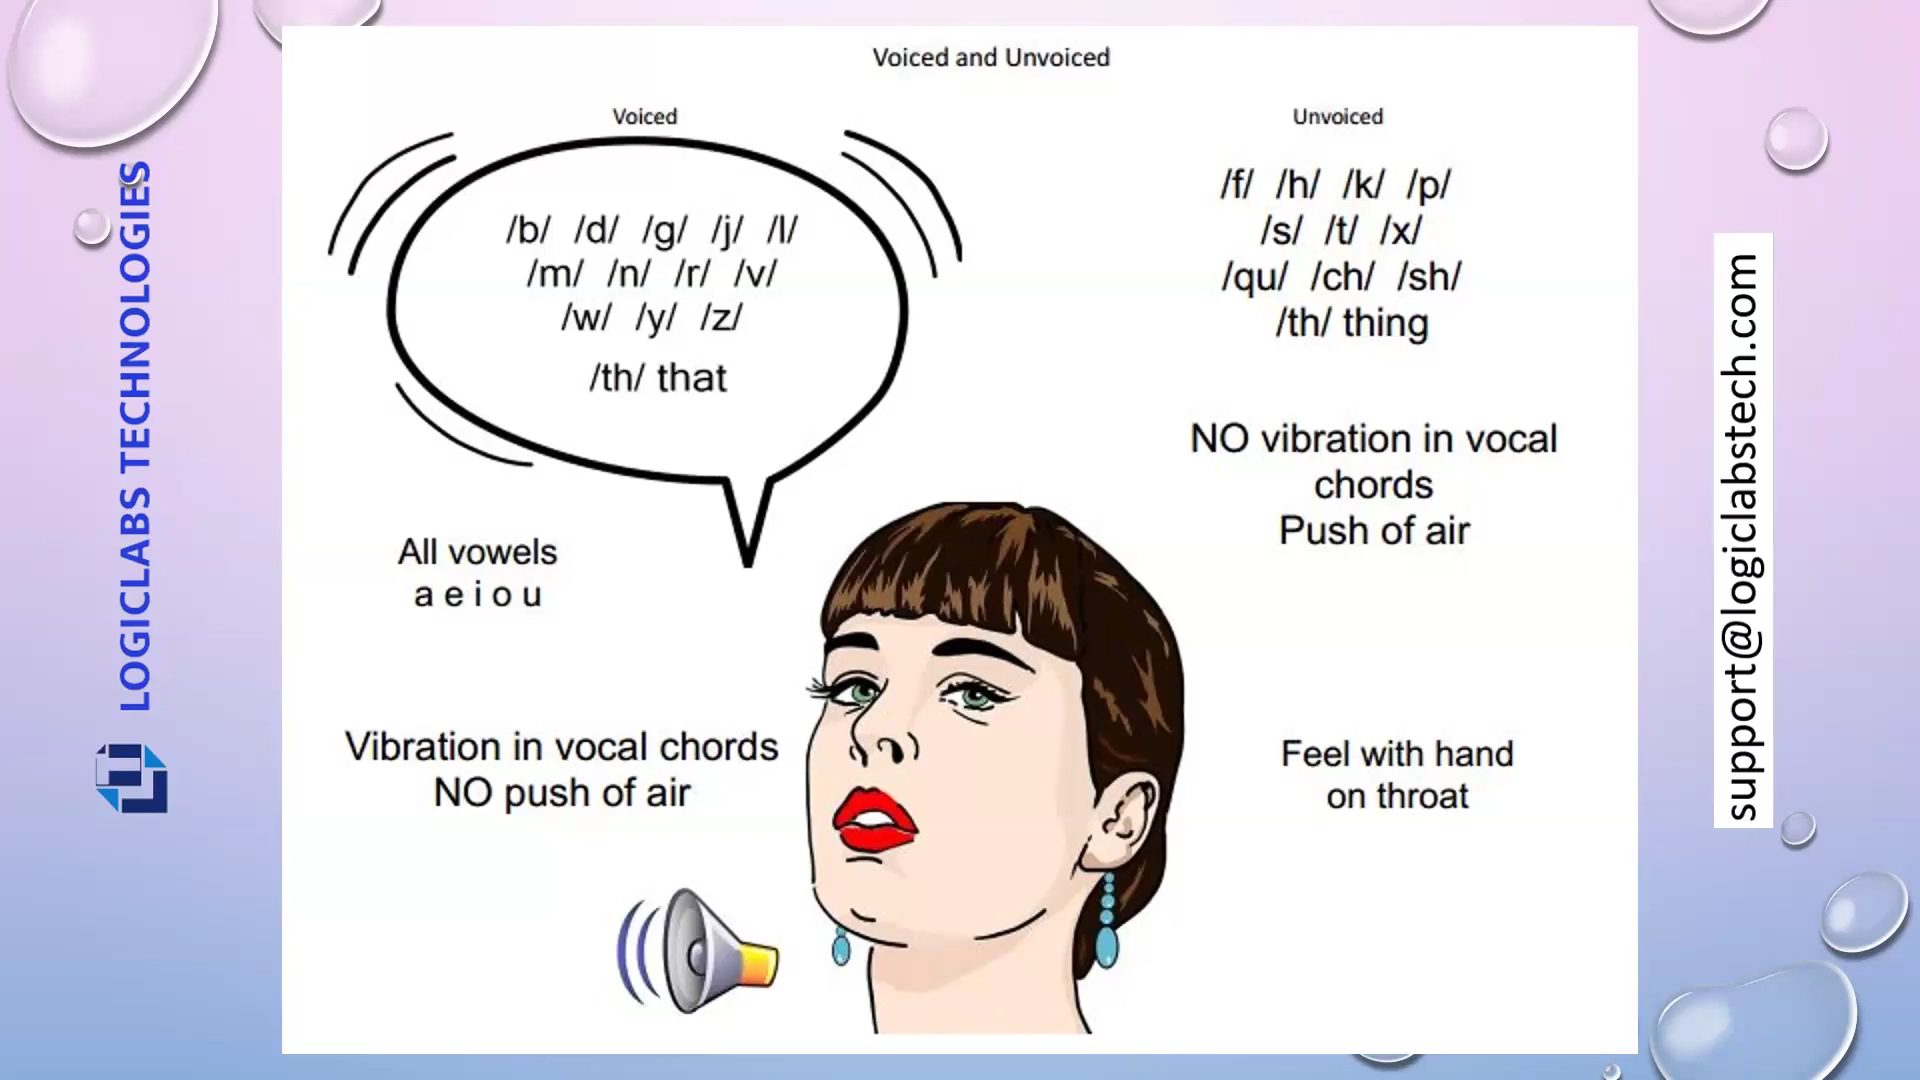 Voiced and Unvoiced
Voiced
/b/ /d/ /g/ /j/ /l/
/m/ /n/ /r/ /v/
/w/ /y/ /z/
/th/ that
All vowels
a e i o u
Vibration in vocal chords
NO push of air
Unvoiced
/f/ /h/ /k/ /p/
/s/ /t/ /x/
/qu/ /ch/ /sh/
/th/ thing
NO vibration in vocal
chords
Push of air
Feel with hand
on throat
LOGICLABS TECHNOLOGIES
support@logiclabstech.com